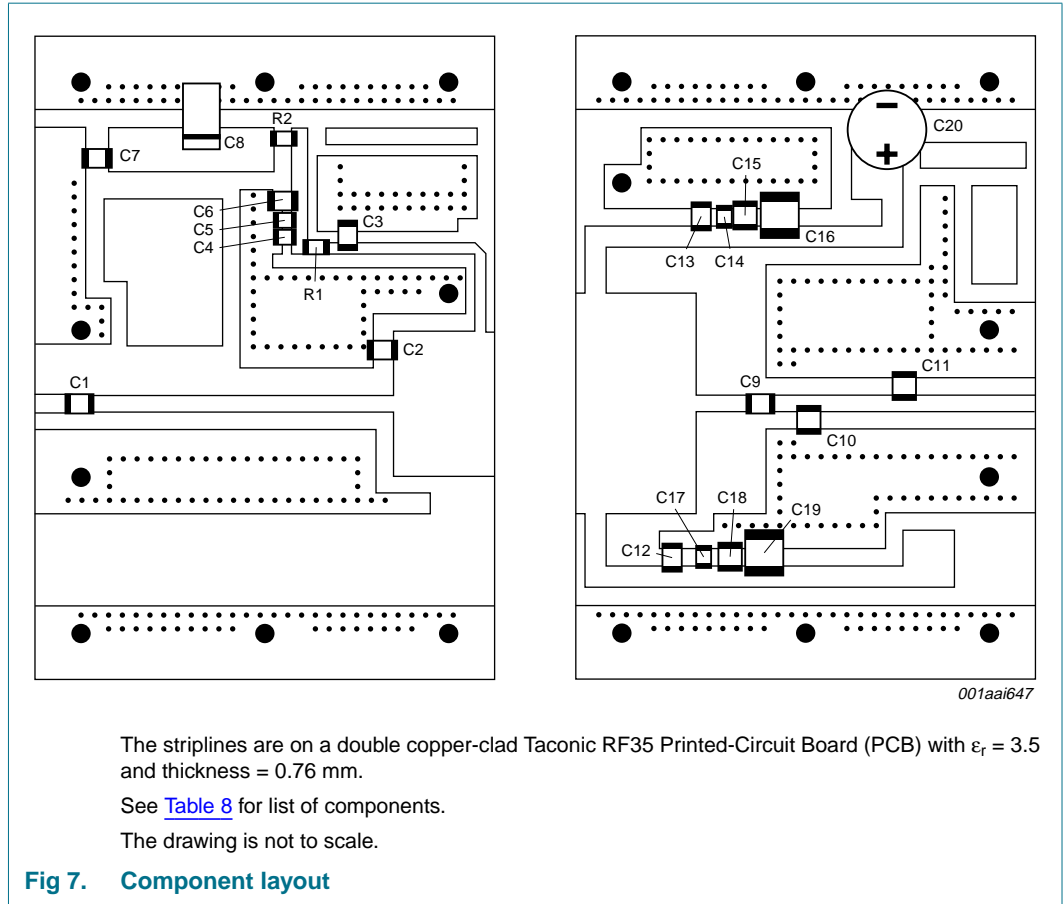 R2
C7
C8
C6
C5
C4
C3
R1
C2
C1
-
+
C20
C15
C13
C14
C16
C11
C9
C10
C17
C18
C19
C12
001aai647
The striplines are on a double copper-clad Taconic RF35 Printed-Circuit Board (PCB) with εr = 3.5
and thickness = 0.76 mm.
See Table 8 for list of components.
The drawing is not to scale.
Fig 7. Component layout